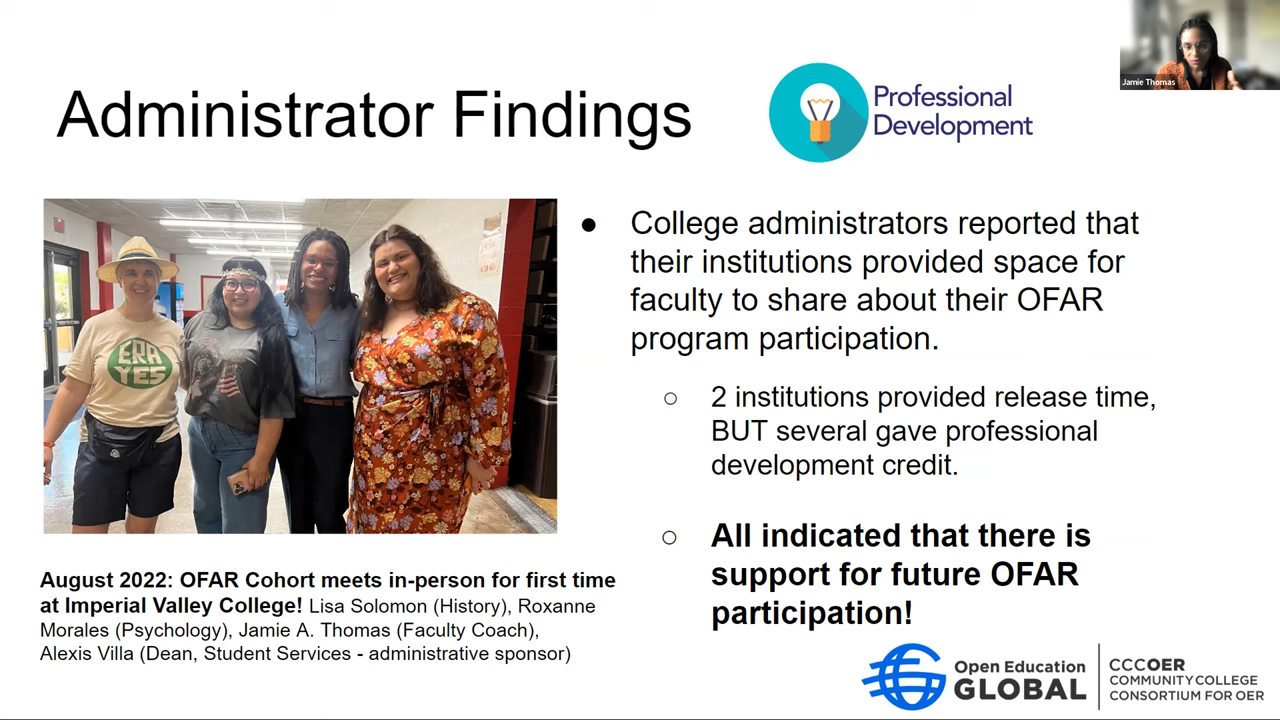 Jamie Thomas
Administrator Findings
Professional
Development
● College administrators reported that
their institutions provided space for
faculty to share about their OFAR
program participation.
○ 2 institutions provided release time,
BUT several gave professional
development credit.
○ All indicated that there is
support for future OFAR
participation!
ERA
YES
August 2022: OFAR Cohort meets in-person for first time
at Imperial Valley College! Lisa Solomon (History), Roxanne
Morales (Psychology), Jamie A. Thomas (Faculty Coach),
Alexis Villa (Dean, Student Services - administrative sponsor)
Open Education
GLOBAL
CCCOER
COMMUNITY COLLEGE
CONSORTIUM FOR OER